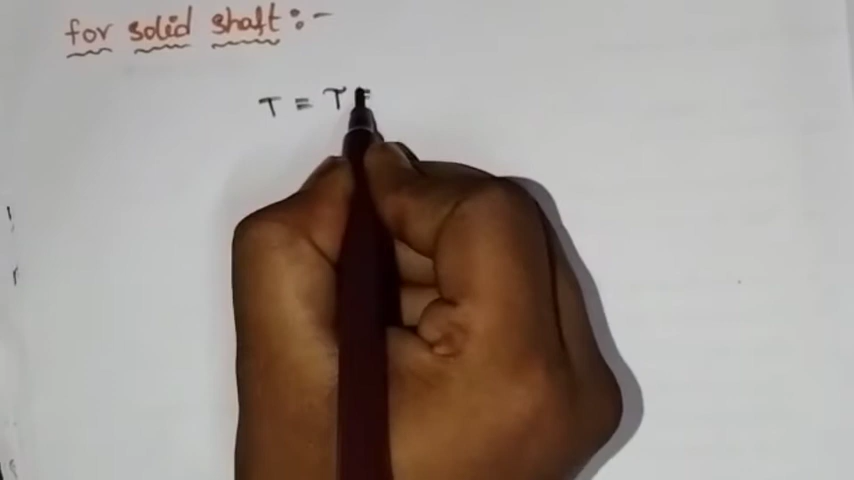 for solid shaft :-
T = T